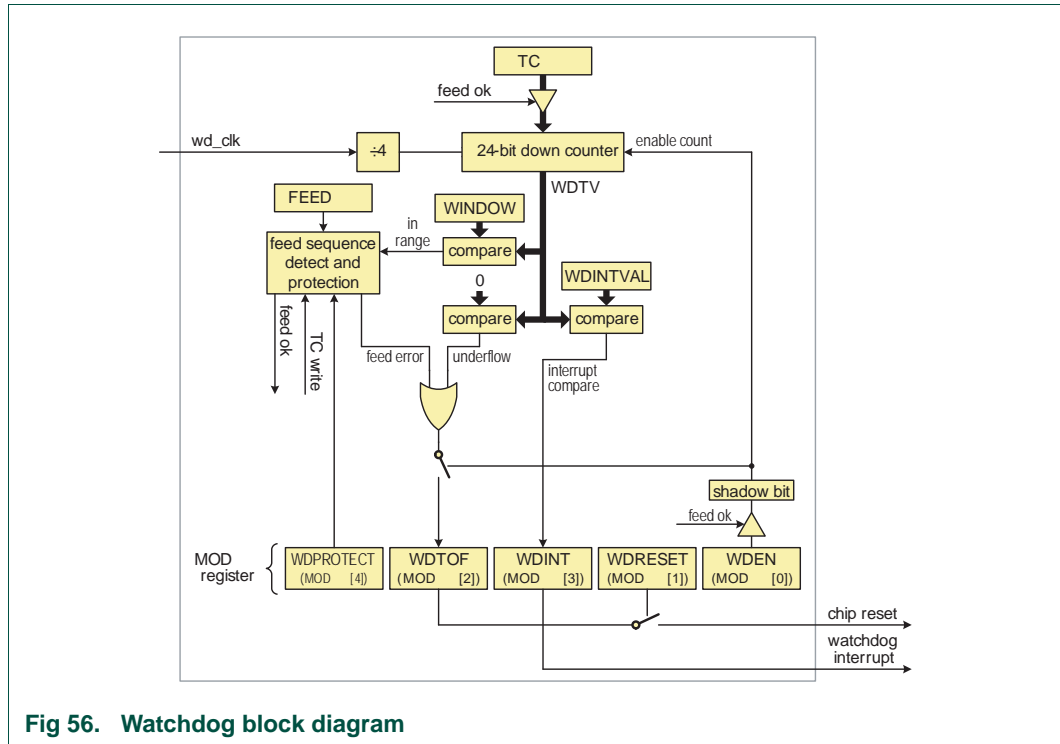 TC
feed ok
wd_clk
÷4
24-bit down counter
enable count
WDTV
FEED
WINDOW
in
range
feed sequence
detect and
protection
compare
WDINTVAL
0
compare
compare
feed ok
TC write
feed error
underflow
interrupt
compare
shadow bit
feed ok
MOD
register
WDPROTECT
(MOD [4])
WDTOF
(MOD [2])
WDINT
(MOD [3])
WDRESET
(MOD [1])
WDEN
(MOD [0])
chip reset
watchdog
interrupt
Fig 56. Watchdog block diagram